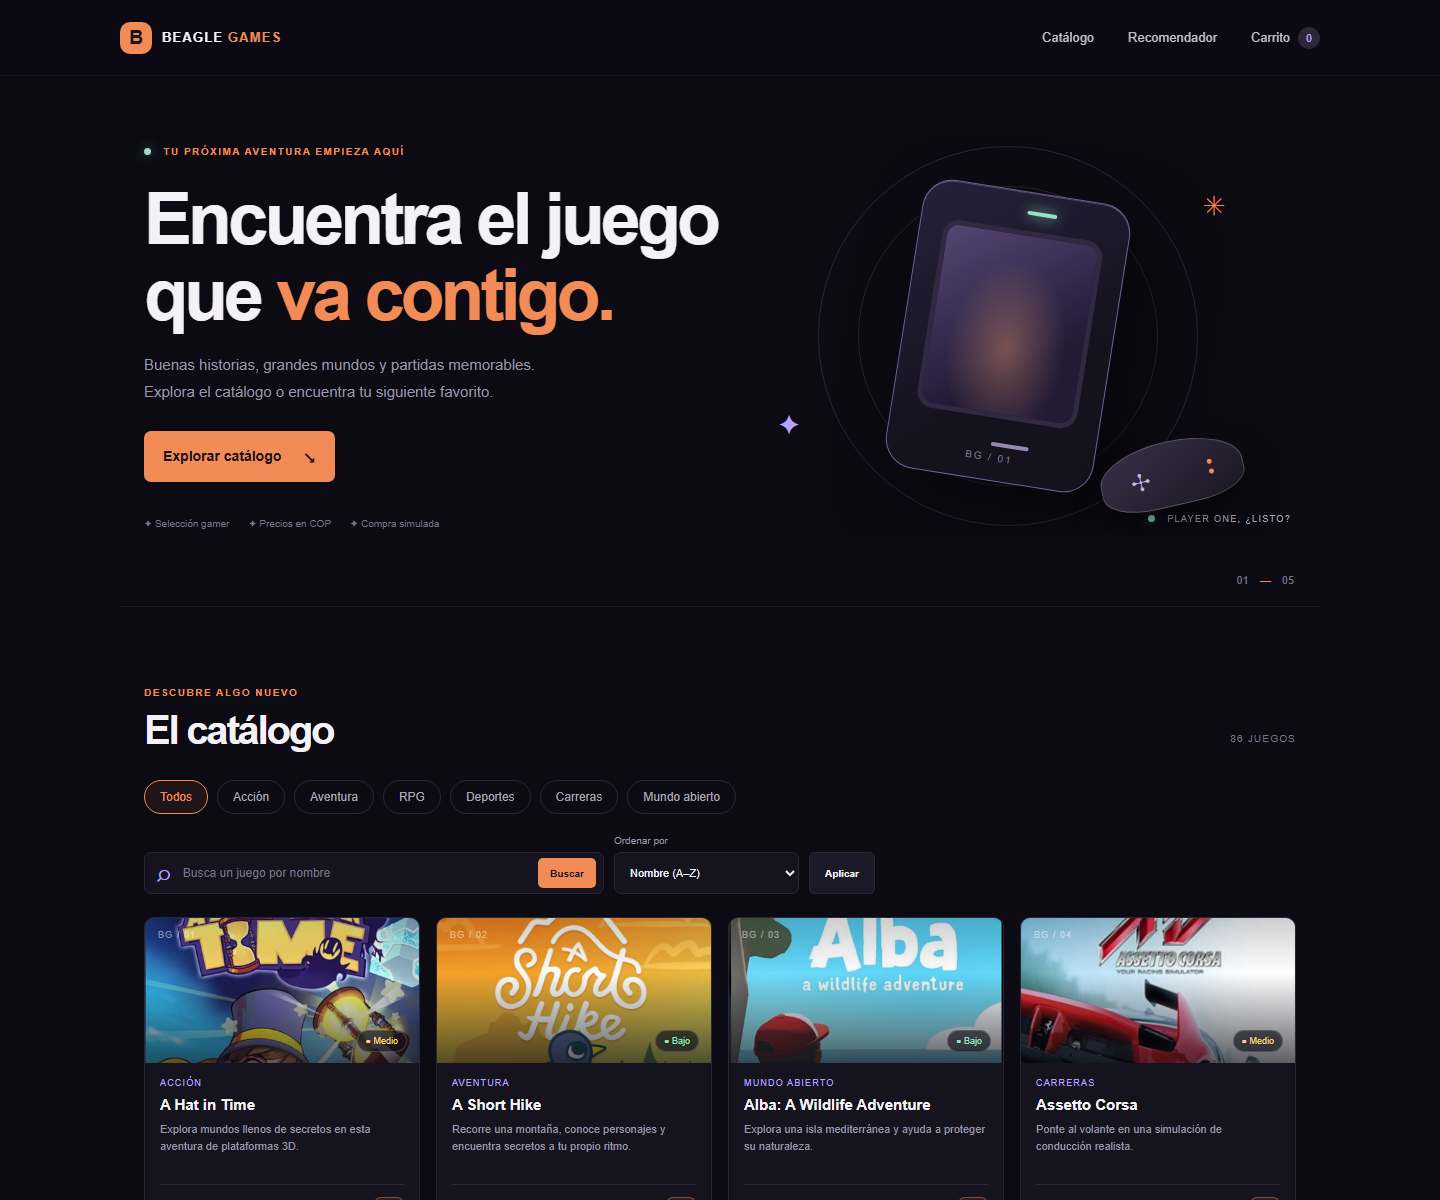 B BEAGLE GAMES
Catálogo Recomendador Carrito 0
TU PRÓXIMA AVENTURA EMPIEZA AQUÍ
Encuentra el juego
que va contigo.
Buenas historias, grandes mundos y partidas memorables.
Explora el catálogo o encuentra tu siguiente favorito.
Explorar catálogo ↘
✦ Selección gamer ✦ Precios en COP ✦ Compra simulada
BG / 01
PLAYER ONE, ¿LISTO?
01 — 05
DESCUBRE ALGO NUEVO
El catálogo
86 JUEGOS
Todos Acción Aventura RPG Deportes Carreras Mundo abierto
Ordenar por
Busca un juego por nombre Buscar Nombre (A–Z) Aplicar
BG / 01
TIME
Medio
ACCIÓN
A Hat in Time
Explora mundos llenos de secretos en esta
aventura de plataformas 3D.
BG / 02
A
Short
Hike
Bajo
AVENTURA
A Short Hike
Recorre una montaña, conoce personajes y
encuentra secretos a tu propio ritmo.
BG / 03
Alba
a wildlife adventure
Bajo
MUNDO ABIERTO
Alba: A Wildlife Adventure
Explora una isla mediterránea y ayuda a proteger
su naturaleza.
BG / 04
ASSETTO CORSA
YOUR RACING SIMULATOR
Medio
CARRERAS
Assetto Corsa
Ponte al volante en una simulación de
conducción realista.